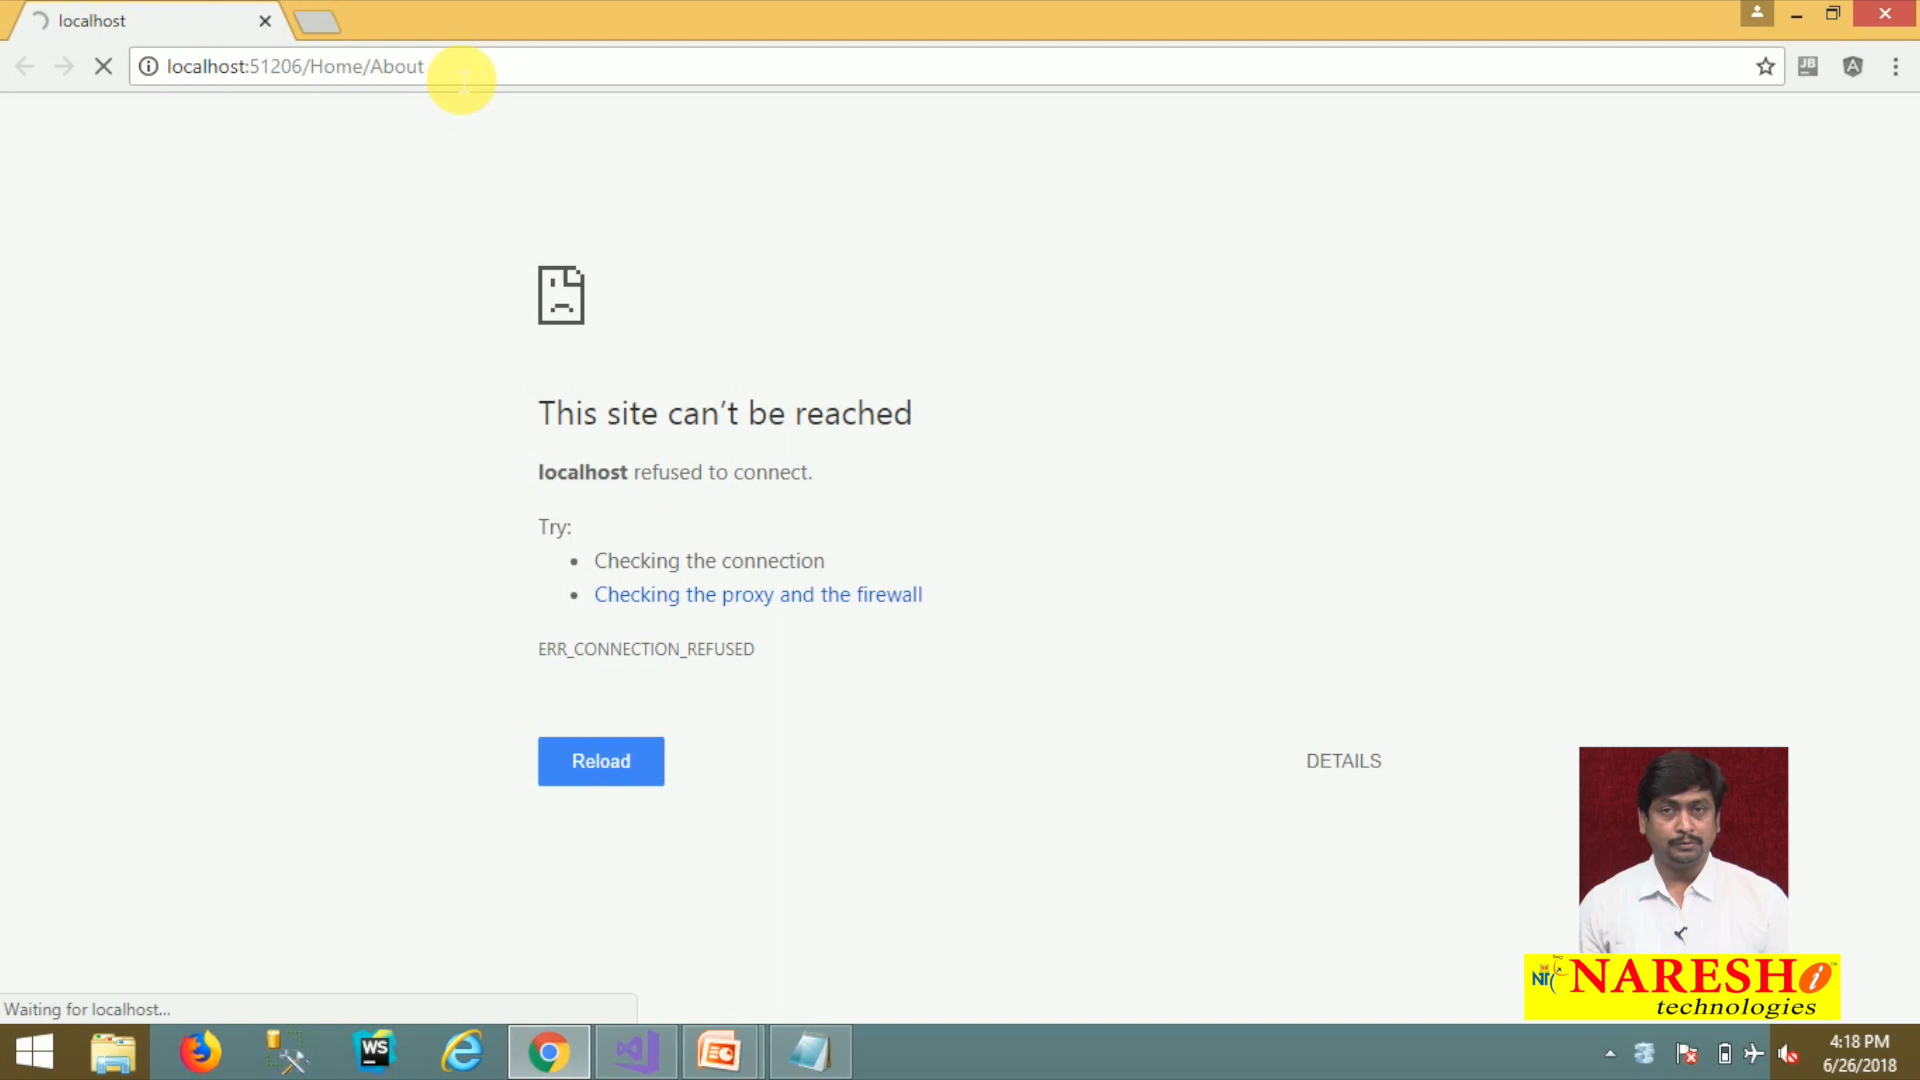 localhost
localhost:51206/Home/About
JB
A
This site can't be reached
localhost refused to connect.
Try:
Checking the connection
Checking the proxy and the firewall
ERR_CONNECTION_REFUSED
Reload
DETAILS
NARESH i
technologies
Waiting for localhost...
WS
4:18 PM
6/26/2018